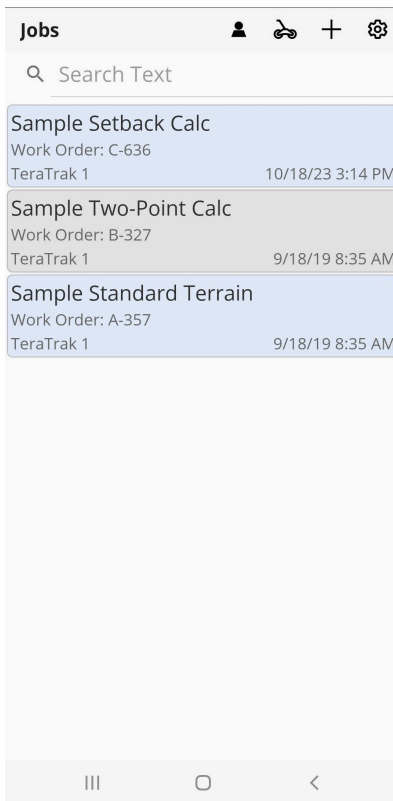 Jobs
Search Text
Sample Setback Calc
Work Order: C-636
TeraTrak 1 10/18/23 3:14 PM
Sample Two-Point Calc
Work Order: B-327
TeraTrak 1 9/18/19 8:35 AM
Sample Standard Terrain
Work Order: A-357
TeraTrak 1 9/18/19 8:35 AM